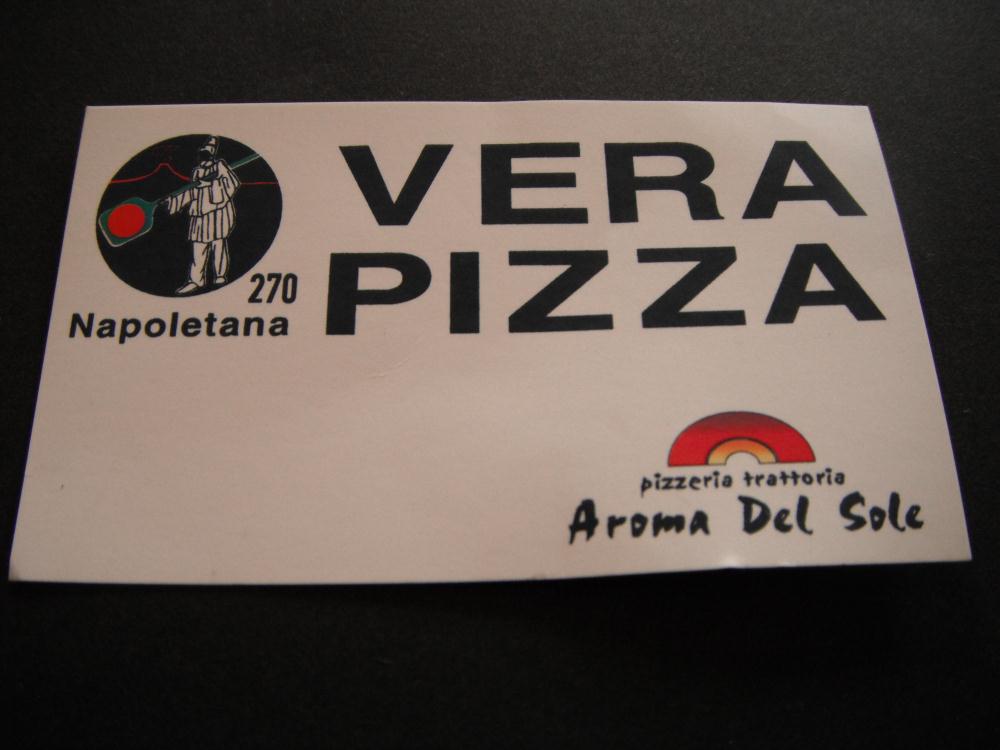 VERA
PIZZA
270
Napoletana
pizzeria trattoria
Aroma Del Sole